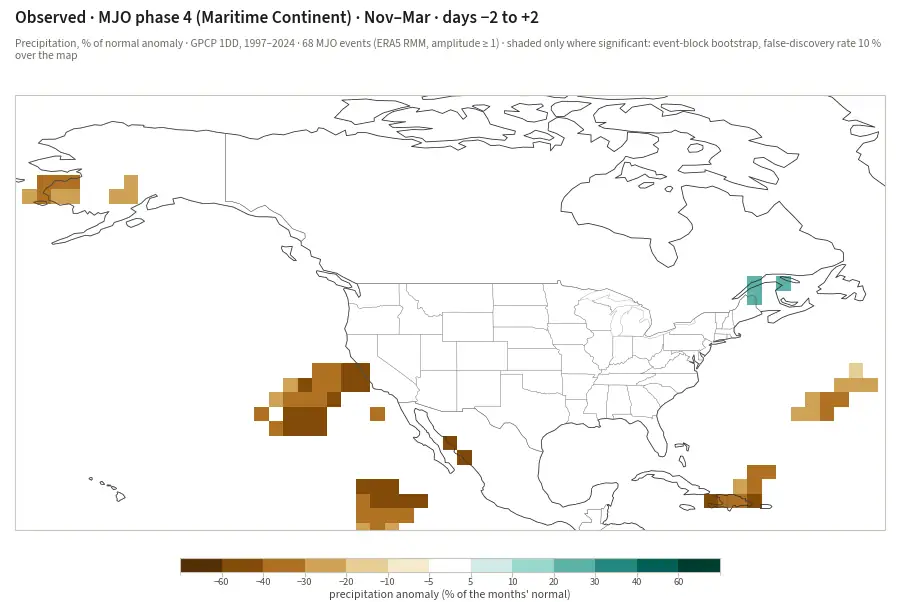 Observed · MJO phase 4 (Maritime Continent) · Nov–Mar · days −2 to +2
Precipitation, % of normal anomaly · GPCP 1DD, 1997–2024 · 68 MJO events (ERA5 RMM, amplitude ≥ 1) · shaded only where significant: event-block bootstrap, false-discovery rate 10 %
over the map
−60 −40 −30 −20 −10 −5 5 10 20 30 40 60
precipitation anomaly (% of the months' normal)